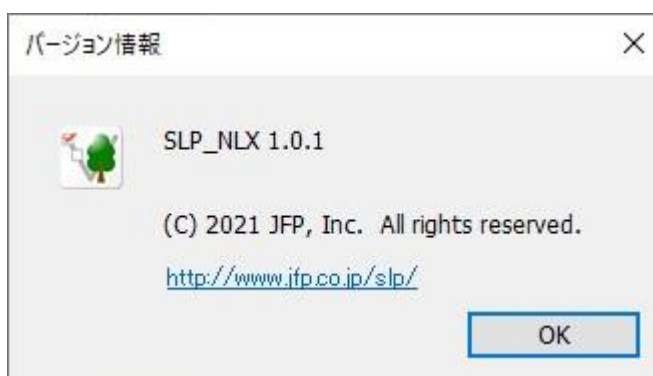 バージョン情報
SLP_NLX 1.0.1
(C) 2021 JFP, Inc.  All rights reserved.
http://www.jfp.co.jp/slp/
OK